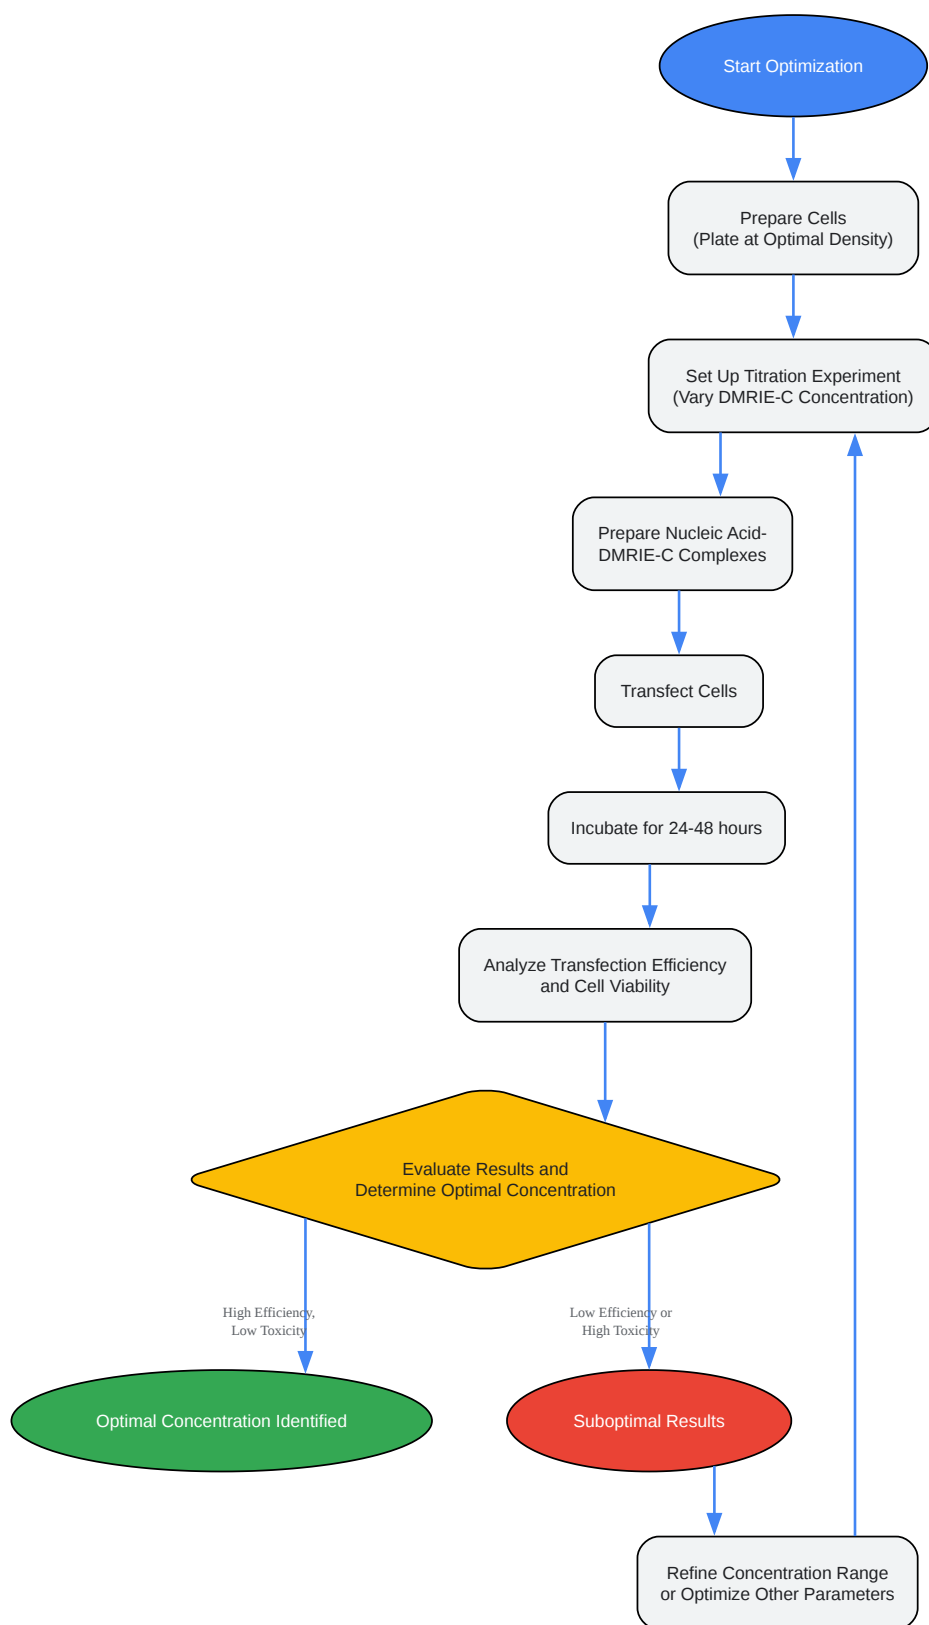 Start Optimization
Prepare Cells
(Plate at Optimal Density)
Set Up Titration Experiment
(Vary DMRIE-C Concentration)
Prepare Nucleic Acid-
DMRIE-C Complexes
Transfect Cells
Incubate for 24-48 hours
Analyze Transfection Efficiency
and Cell Viability
Evaluate Results and
Determine Optimal Concentration
High Efficiency,
Low Toxicity
Low Efficiency or
High Toxicity
Optimal Concentration Identified
Suboptimal Results
Refine Concentration Range
or Optimize Other Parameters